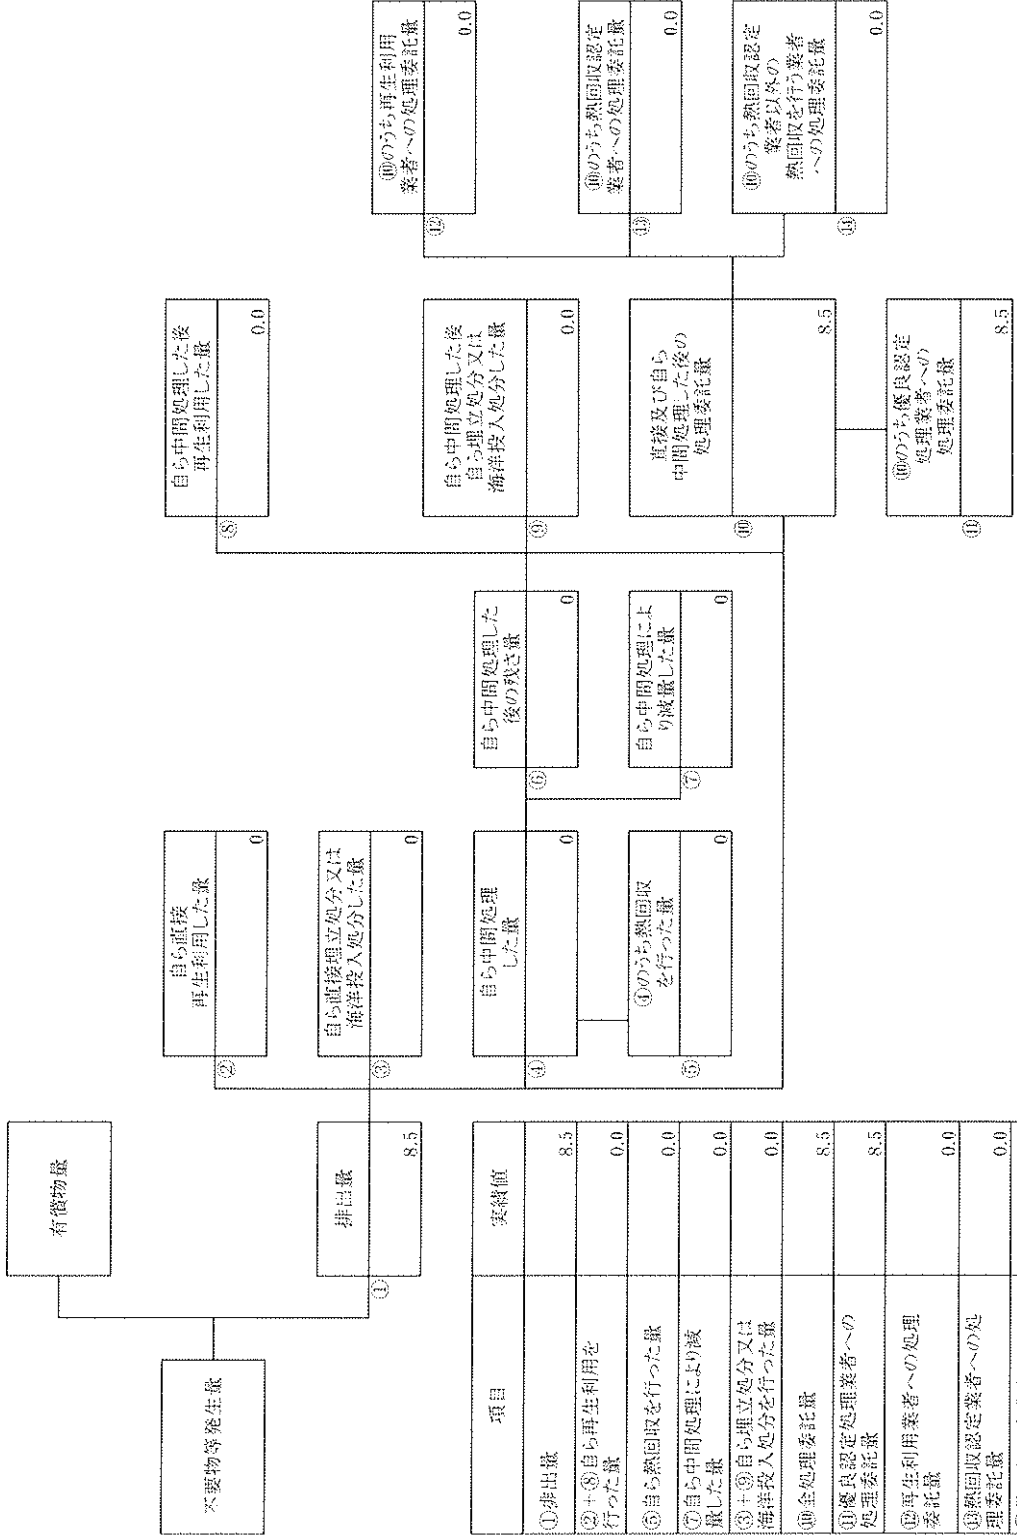 不要物等発生量
有償物量
排出量
①
8.5
自ら直接
再生利用した量
②
0
自ら直接埋立処分又は
海洋投入処分した量
③
0
自ら中間処理
した量
④
0
④のうち熱回収
を行った量
⑤
0
自ら中間処理した
後の残さ量
⑥
0
自ら中間処理によ
り減量した量
⑦
0
自ら中間処理した後
再生利用した量
⑧
0.0
自ら中間処理した後
自ら埋立処分又は
海洋投入処分した量
⑨
0.0
直接及び自ら
中間処理した後の
処理委託量
⑩
8.5
⑩のうち優良認定
処理業者への
処理委託量
⑪
8.5
⑩のうち再生利用
業者への処理委託量
⑫
0.0
⑩のうち熱回収認定
業者への処理委託量
⑬
0.0
⑩のうち熱回収認定
業者以外の
熱回収を行う業者
への処理委託量
⑭
0.0
項目
実績値
①排出量
8.5
②+⑧自ら再生利用を
行った量
0.0
⑤自ら熱回収を行った量
0.0
⑦自ら中間処理により減
量した量
0.0
③+⑨自ら埋立処分又は
海洋投入処分を行った量
0.0
⑩全処理委託量
8.5
⑪優良認定処理業者への
処理委託量
8.5
⑫再生利用業者への処理
委託量
0.0
⑬熱回収認定業者への処
理委託量
0.0